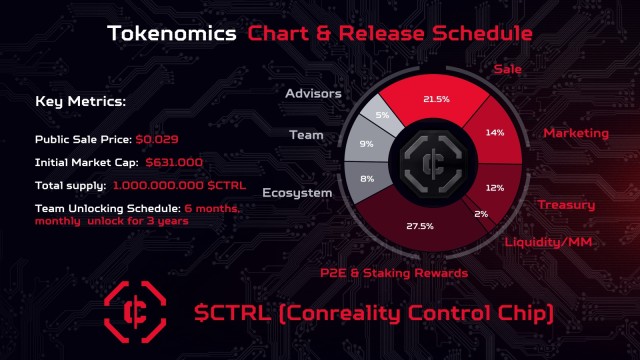 Tokenomics Chart & Release Schedule
Key Metrics:
Public Sale Price: $0.029
Initial Market Cap: $631.000
Total supply: 1.000.000.000 $CTRL
Team Unlocking Schedule: 6 months,
monthly unlock for 3 years
Sale
21.5%
Marketing
14%
Treasury
12%
Liquidity/MM
2%
P2E & Staking Rewards
27.5%
Ecosystem
8%
Team
9%
Advisors
5%
$CTRL [Conreality Control Chip]